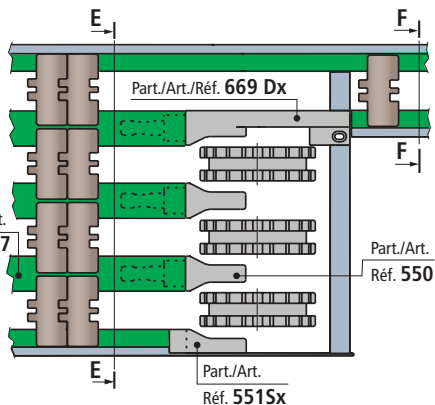 E
F
Part./Art./Réf. 669 Dx
F
t.
7
Part./Art.
Réf. 550
E
Part./Art.
Réf. 551Sx